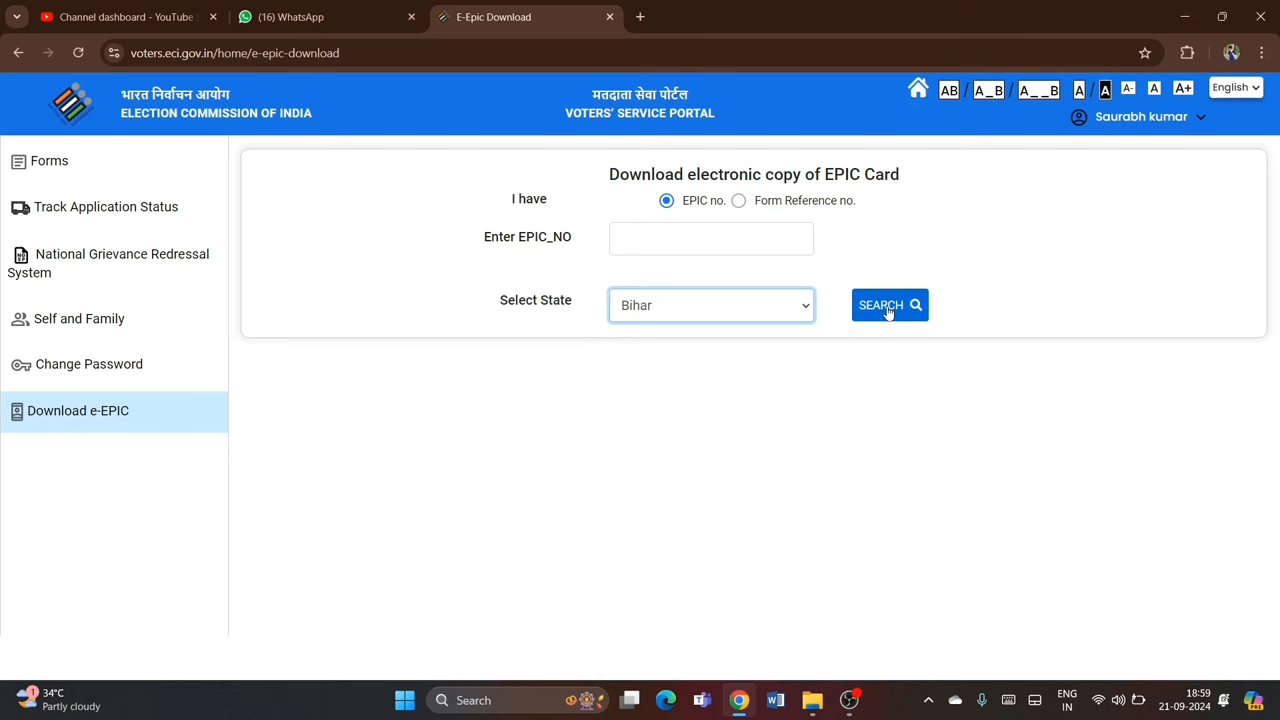 Channel dashboard - YouTube S
(16) WhatsApp
E-Epic Download
voters.eci.gov.in/home/e-epic-download
भारत निर्वाचन आयोग
ELECTION COMMISSION OF INDIA
मतदाता सेवा पोर्टल
VOTERS' SERVICE PORTAL
AB / A_B / A__B A / A A- A A+ English
Saurabh kumar
Forms
Track Application Status
National Grievance Redressal
System
Self and Family
Change Password
Download e-EPIC
Download electronic copy of EPIC Card
I have EPIC no. Form Reference no.
Enter EPIC_NO
Select State Bihar SEARCH
1 34°C
Partly cloudy
Search
ENG
IN
18:59
21-09-2024